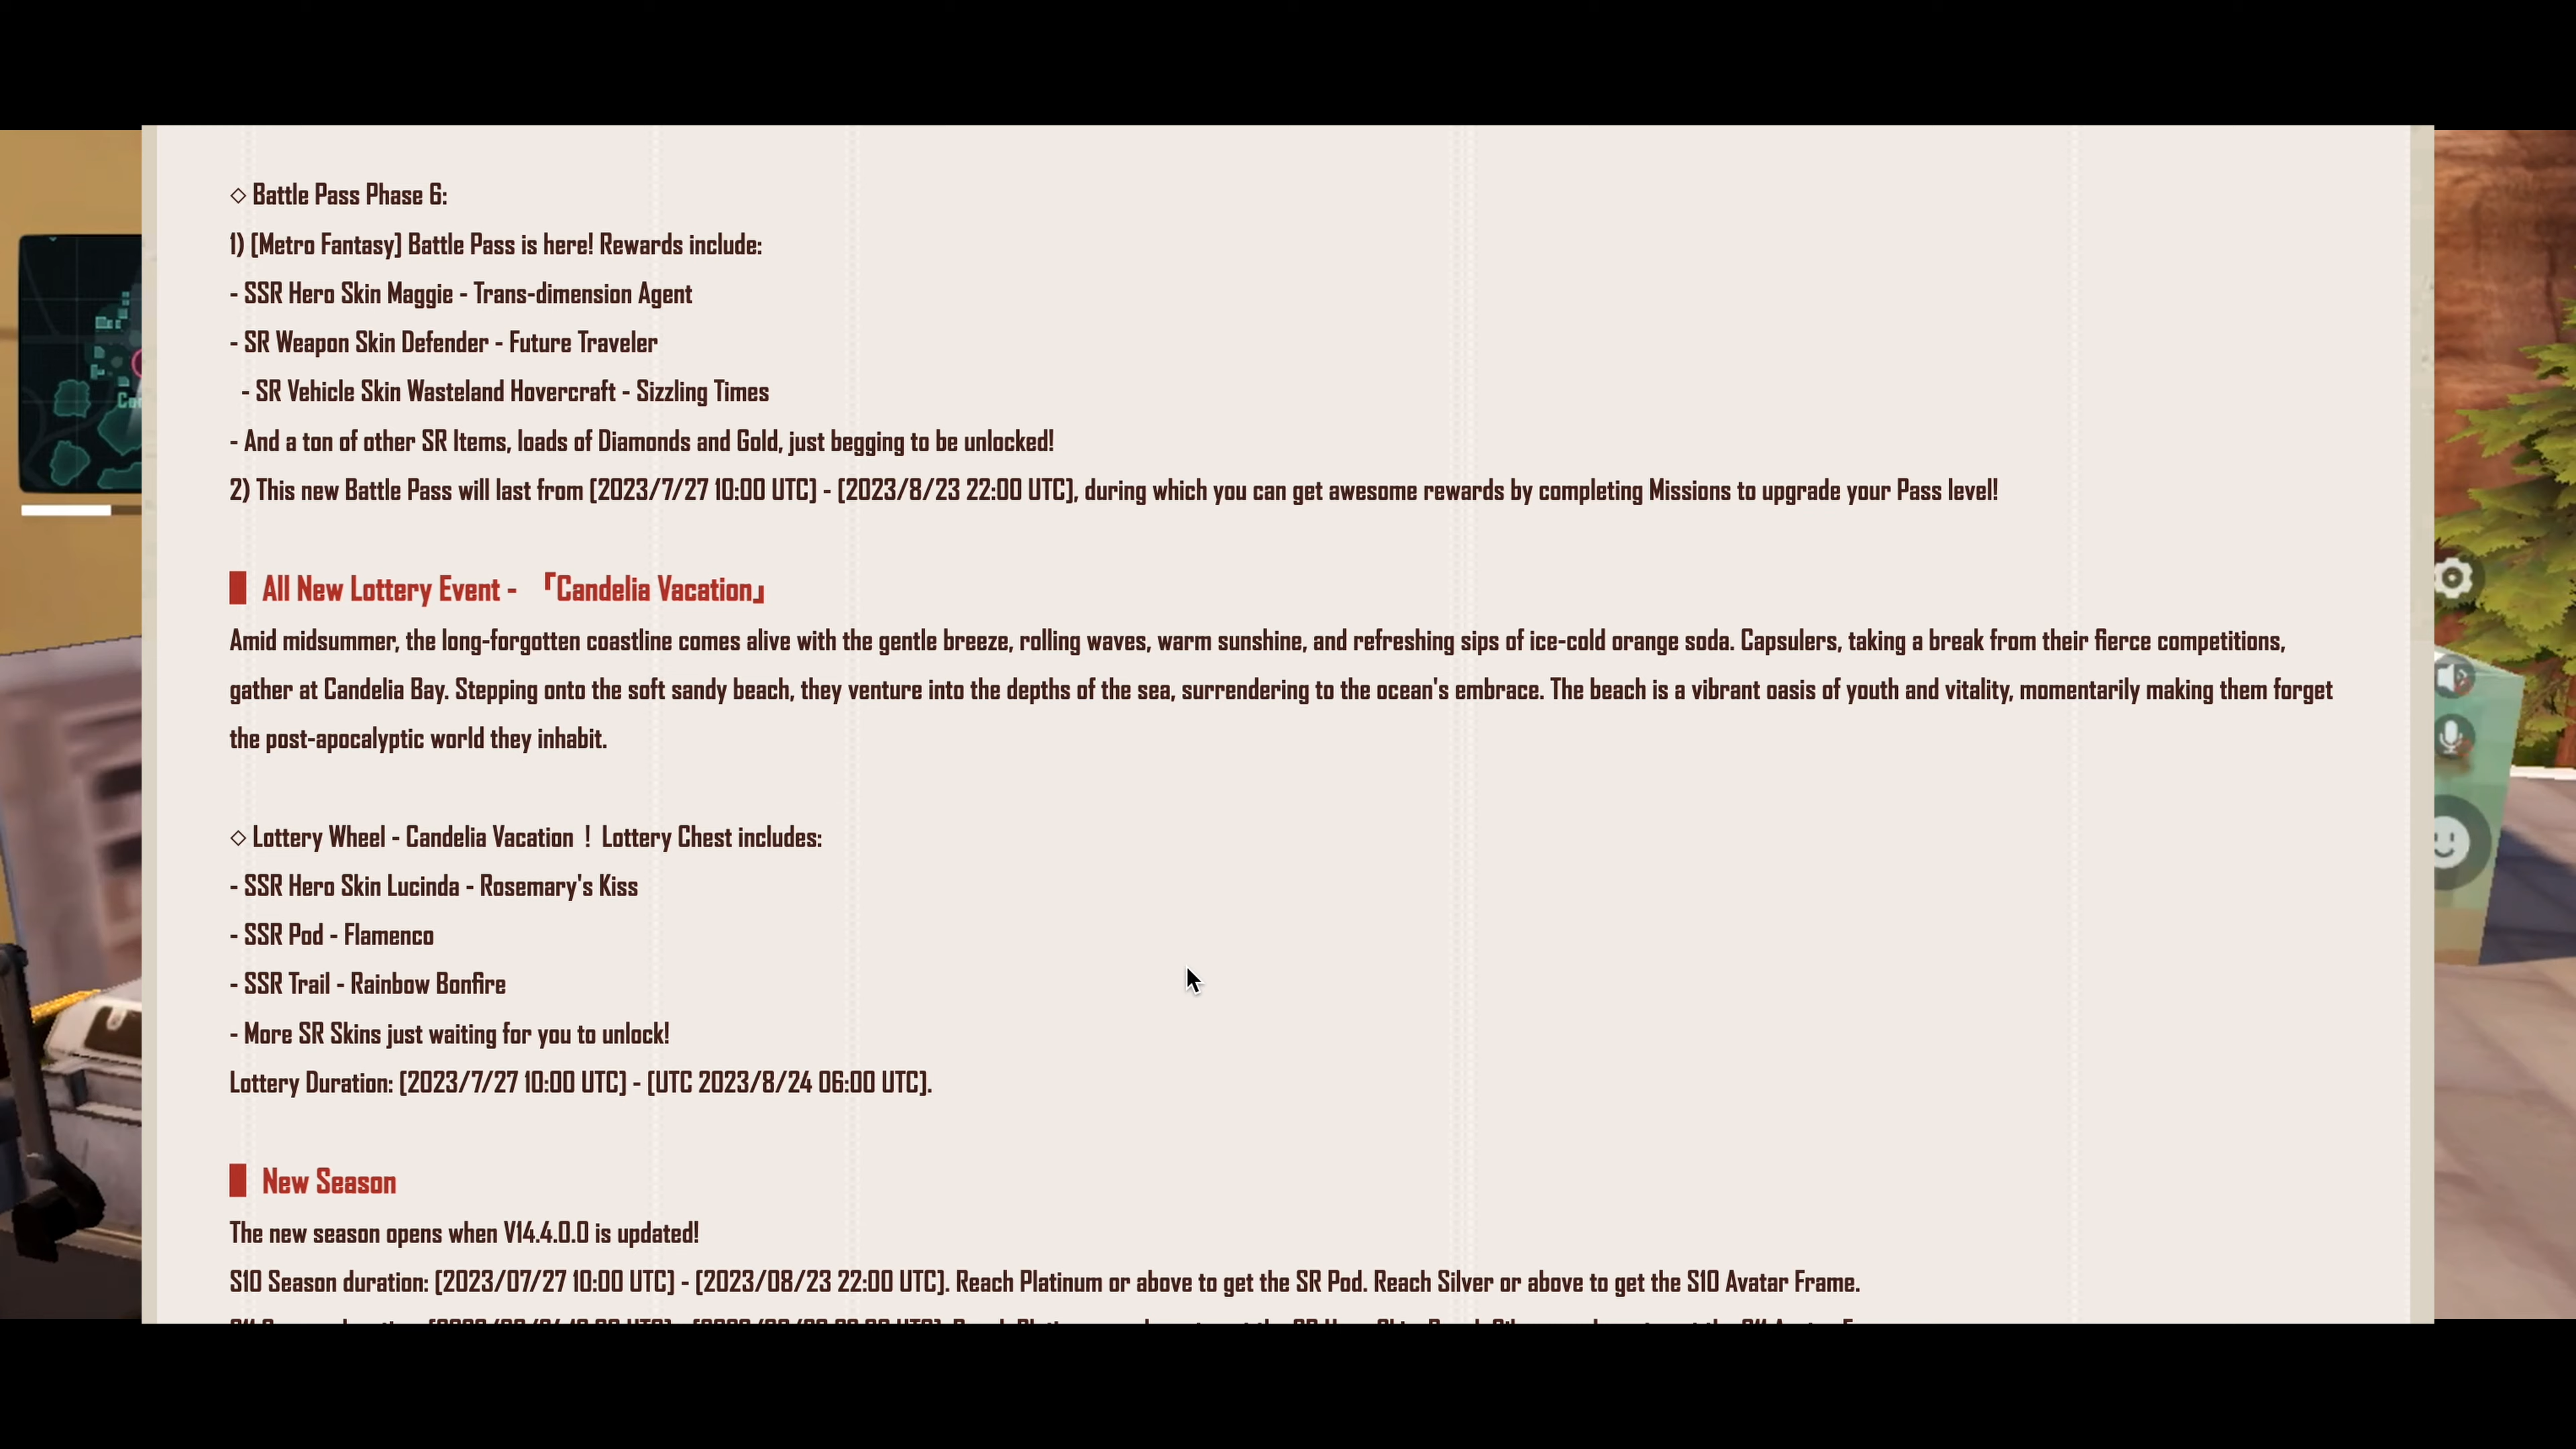 ◇ Battle Pass Phase 6:
1) [Metro Fantasy] Battle Pass is here! Rewards include:
- SSR Hero Skin Maggie - Trans-dimension Agent
- SR Weapon Skin Defender - Future Traveler
- SR Vehicle Skin Wasteland Hovercraft - Sizzling Times
- And a ton of other SR Items, loads of Diamonds and Gold, just begging to be unlocked!
2) This new Battle Pass will last from [2023/7/27 10:00 UTC] - [2023/8/23 22:00 UTC], during which you can get awesome rewards by completing Missions to upgrade your Pass level!
All New Lottery Event - 「Candelia Vacation」
Amid midsummer, the long-forgotten coastline comes alive with the gentle breeze, rolling waves, warm sunshine, and refreshing sips of ice-cold orange soda. Capsulers, taking a break from their fierce competitions,
gather at Candelia Bay. Stepping onto the soft sandy beach, they venture into the depths of the sea, surrendering to the ocean's embrace. The beach is a vibrant oasis of youth and vitality, momentarily making them forget
the post-apocalyptic world they inhabit.
◇ Lottery Wheel - Candelia Vacation！Lottery Chest includes:
- SSR Hero Skin Lucinda - Rosemary's Kiss
- SSR Pod - Flamenco
- SSR Trail - Rainbow Bonfire
- More SR Skins just waiting for you to unlock!
Lottery Duration: [2023/7/27 10:00 UTC] - [UTC 2023/8/24 06:00 UTC].
New Season
The new season opens when V14.4.0.0 is updated!
S10 Season duration: [2023/07/27 10:00 UTC] - [2023/08/23 22:00 UTC]. Reach Platinum or above to get the SR Pod. Reach Silver or above to get the S10 Avatar Frame.